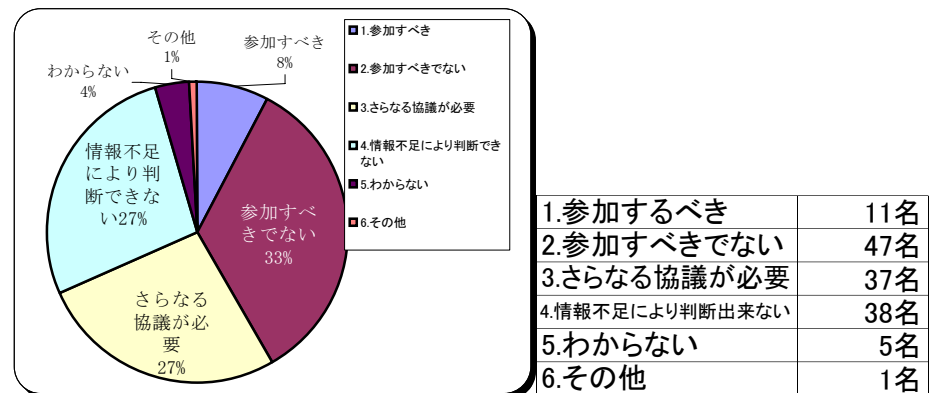 その他
1%
参加すべき
8%
わからない
4%
情報不足
により判
断できな
い27%
参加すべ
きでない
33%
さらなる
協議が必
要
27%
1.参加すべき
2.参加すべきでない
3.さらなる協議が必要
4.情報不足により判断でき
ない
5.わからない
6.その他
1.参加するべき 11名
2.参加すべきでない 47名
3.さらなる協議が必要 37名
4.情報不足により判断出来ない 38名
5.わからない 5名
6.その他 1名